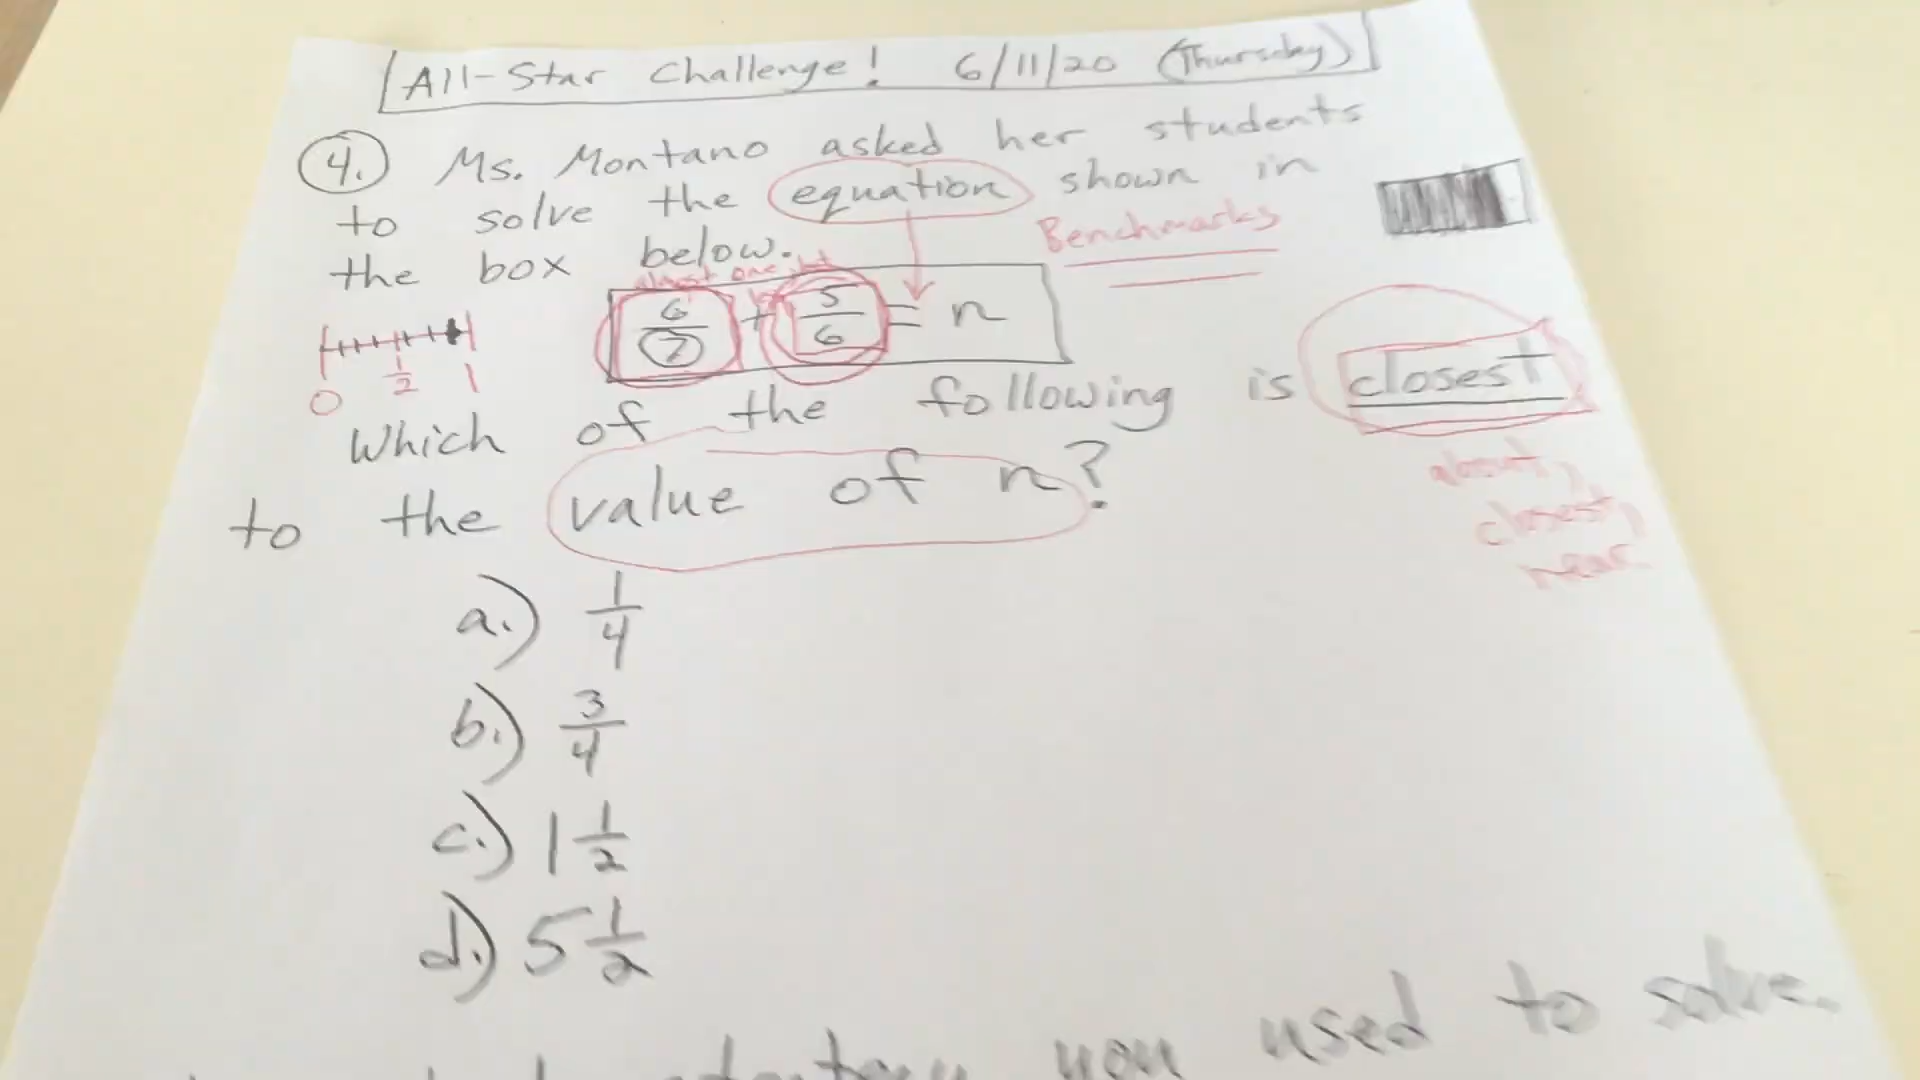 All-Star Challenge! 6/11/20 (Thursday)
4. Ms. Montano asked her students
to solve the equation shown in
the box below.
Benchmarks
almost one, but
6/7 + 5/6 = n
0 1/2 1
Which of the following is closest
to the value of n?
about,
closest,
near
a.) 1/4
b.) 3/4
c.) 1 1/2
d.) 5 1/2
you used to solve.